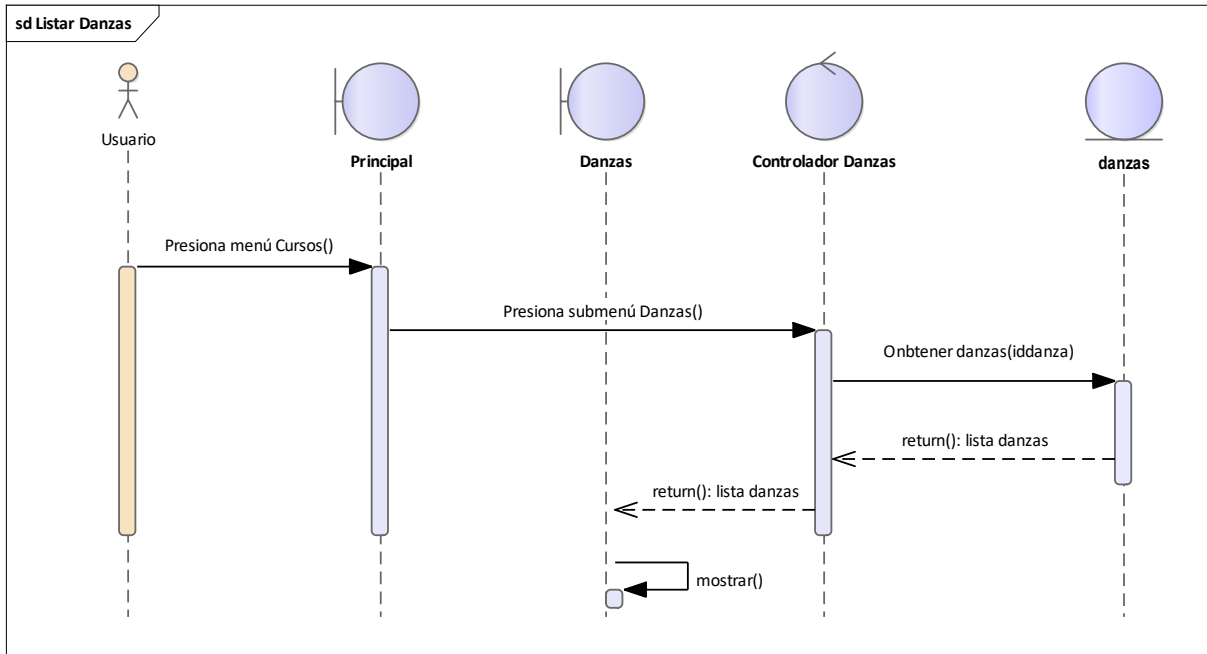 sd Listar Danzas
Usuario
Principal
Danzas
Controlador Danzas
danzas
Presiona menú Cursos()
Presiona submenú Danzas()
Onbtener danzas(iddanza)
return(): lista danzas
return(): lista danzas
mostrar()